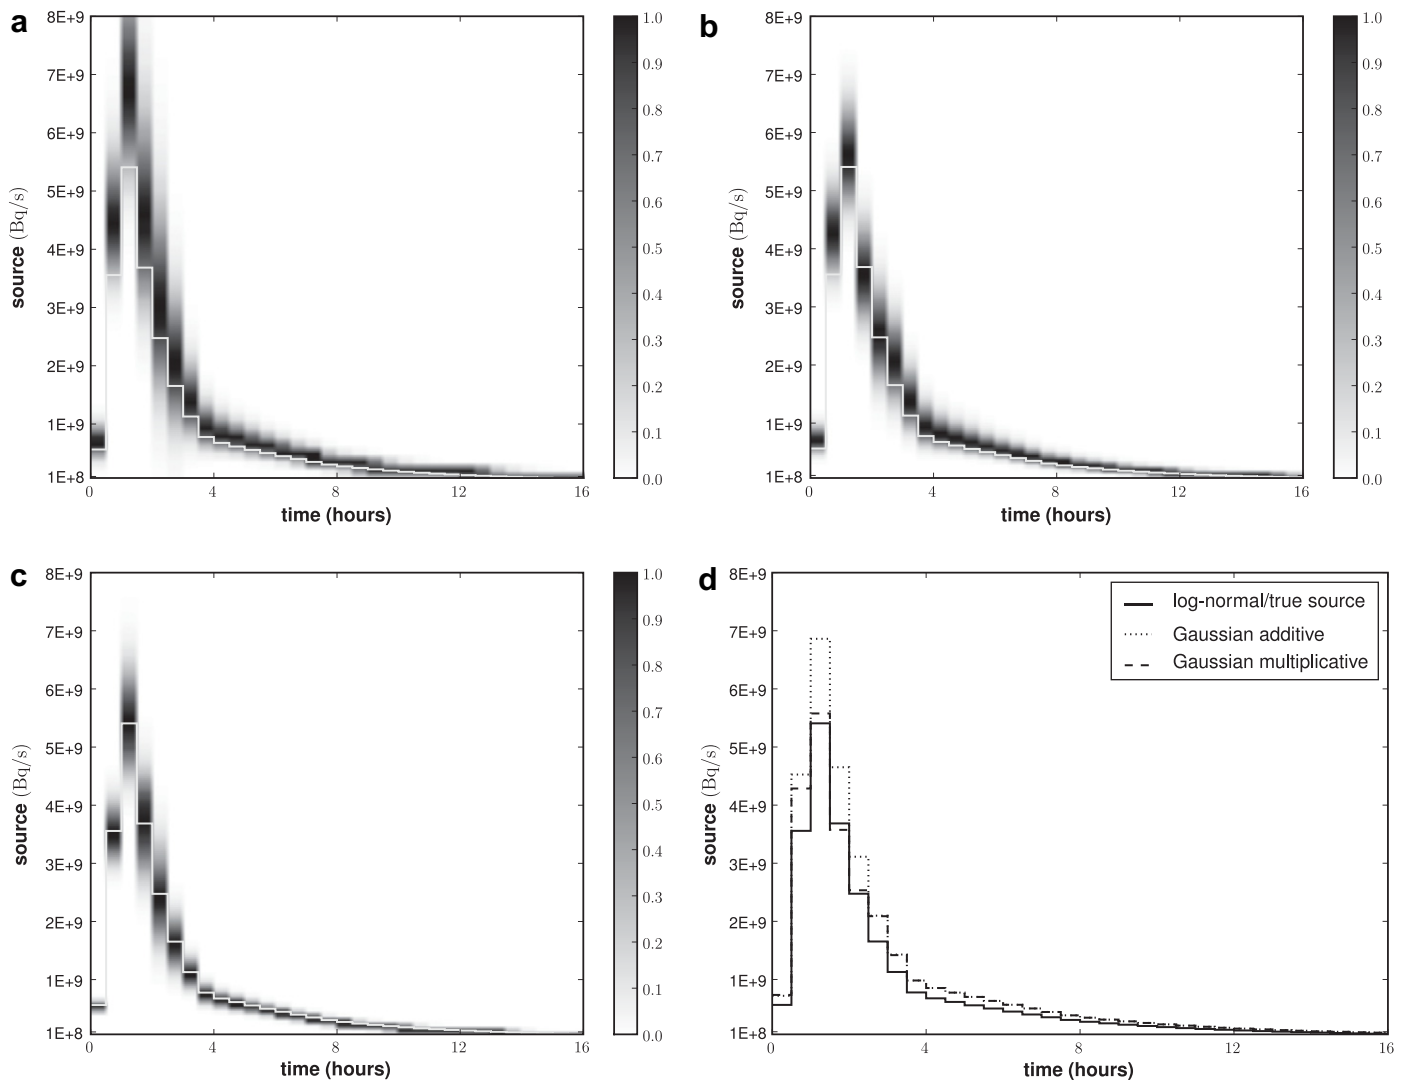 a
8E+9
7E+9
6E+9
5E+9
4E+9
3E+9
2E+9
1E+9
1E+8
source (Bq/s)
0 4 8 12 16
time (hours)
1.0
0.9
0.8
0.7
0.6
0.5
0.4
0.3
0.2
0.1
0.0
b
8E+9
7E+9
6E+9
5E+9
4E+9
3E+9
2E+9
1E+9
1E+8
source (Bq/s)
0 4 8 12 16
time (hours)
1.0
0.9
0.8
0.7
0.6
0.5
0.4
0.3
0.2
0.1
0.0
c
8E+9
7E+9
6E+9
5E+9
4E+9
3E+9
2E+9
1E+9
1E+8
source (Bq/s)
0 4 8 12 16
time (hours)
1.0
0.9
0.8
0.7
0.6
0.5
0.4
0.3
0.2
0.1
0.0
d
8E+9
7E+9
6E+9
5E+9
4E+9
3E+9
2E+9
1E+9
1E+8
source (Bq/s)
0 4 8 12 16
time (hours)
log-normal/true source
Gaussian additive
Gaussian multiplicative